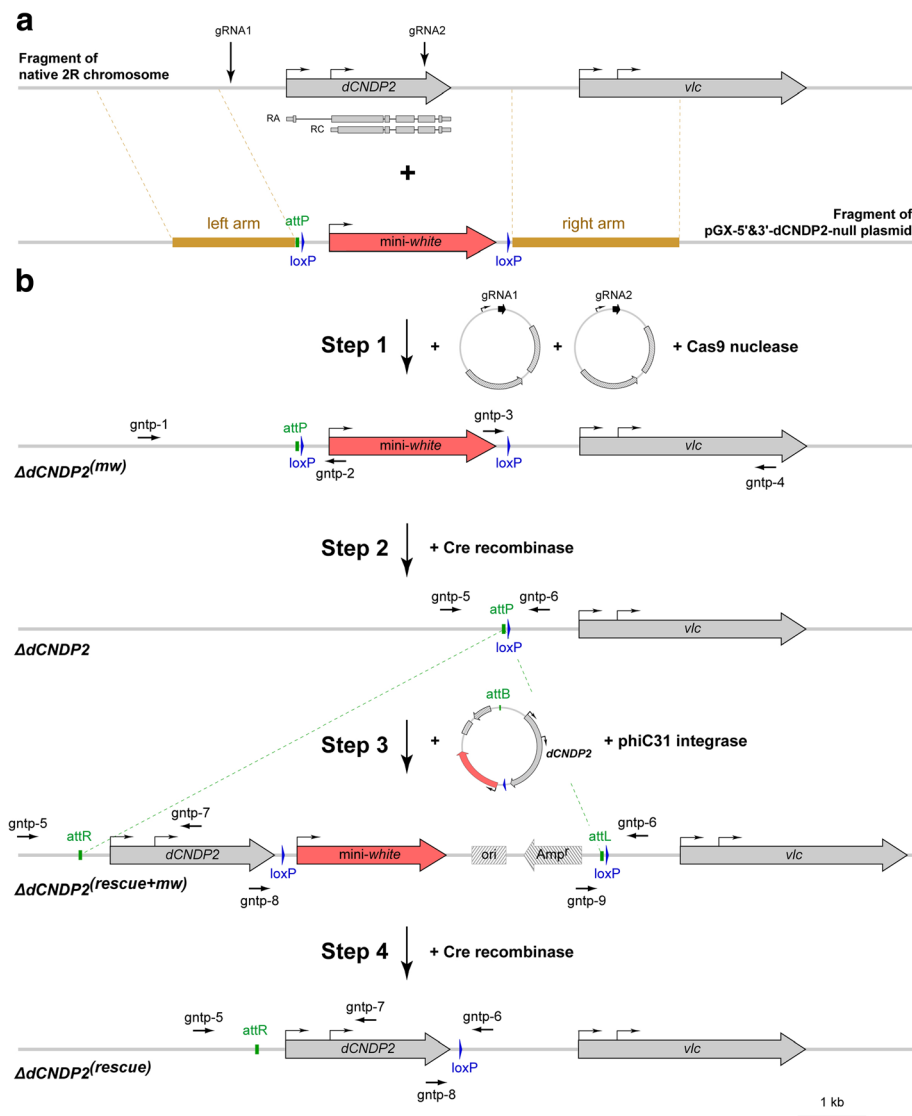 a
gRNA1
gRNA2
Fragment of
native 2R chromosome
dCNDP2
vlc
RA
RC
+
left arm
attP
right arm
Fragment of
pGX-5'&3'-dCNDP2-null plasmid
mini-white
loxP
loxP
b
gRNA1
gRNA2
Step 1
+
+
+ Cas9 nuclease
gntp-1
gntp-3
attP
mini-white
vlc
loxP
loxP
gntp-2
gntp-4
ΔdCNDP2(mw)
Step 2
+ Cre recombinase
gntp-5
gntp-6
attP
vlc
loxP
ΔdCNDP2
attB
Step 3
+
dCNDP2
+ phiC31 integrase
gntp-5
gntp-7
gntp-6
attR
attL
dCNDP2
mini-white
ori
Ampr
vlc
loxP
loxP
gntp-8
gntp-9
ΔdCNDP2(rescue+mw)
Step 4
+ Cre recombinase
gntp-5
gntp-7
gntp-6
attR
dCNDP2
vlc
loxP
gntp-8
ΔdCNDP2(rescue)
1 kb